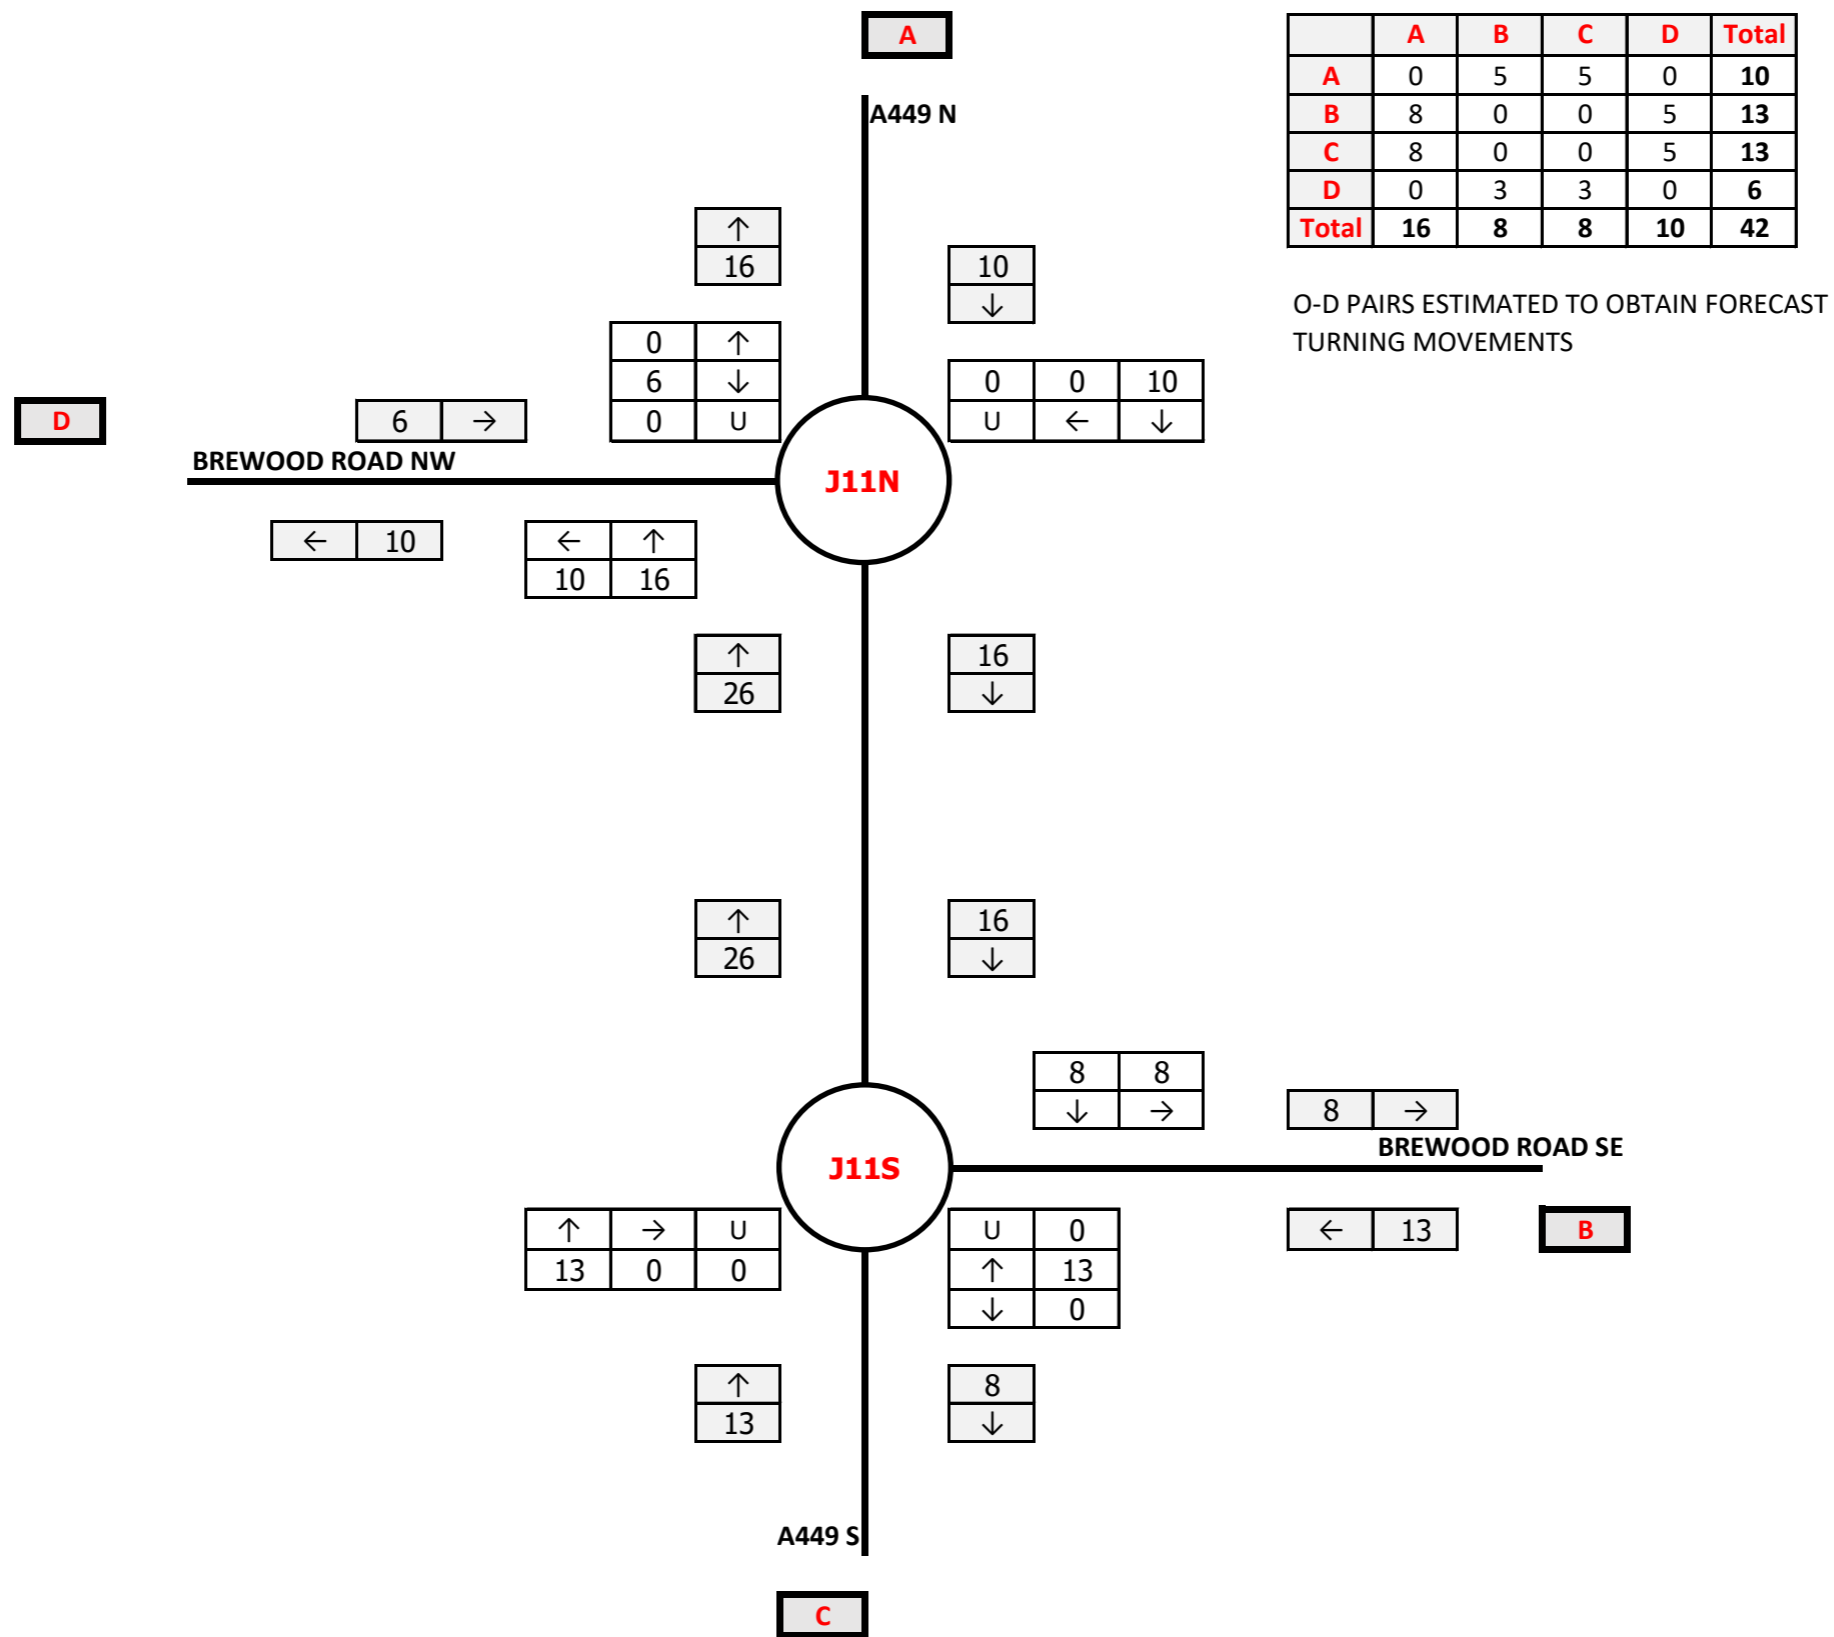 A
A B C D Total
A 0 5 5 0 10
A449 N
B 8 0 0 5 13
C 8 0 0 5 13
D 0 3 3 0 6
Total 16 8 8 10 42
↑
16
10
↓
O-D PAIRS ESTIMATED TO OBTAIN FORECAST
TURNING MOVEMENTS
0 ↑
6 ↓
0 U
0 0 10
U ← ↓
D
6 →
BREWOOD ROAD NW
J11N
← 10
← ↑
10 16
↑
26
16
↓
↑
26
16
↓
8 8
↓ →
8 →
BREWOOD ROAD SE
J11S
↑ → U
13 0 0
U 0
↑ 13
↓ 0
← 13
B
↑
13
8
↓
A449 S
C